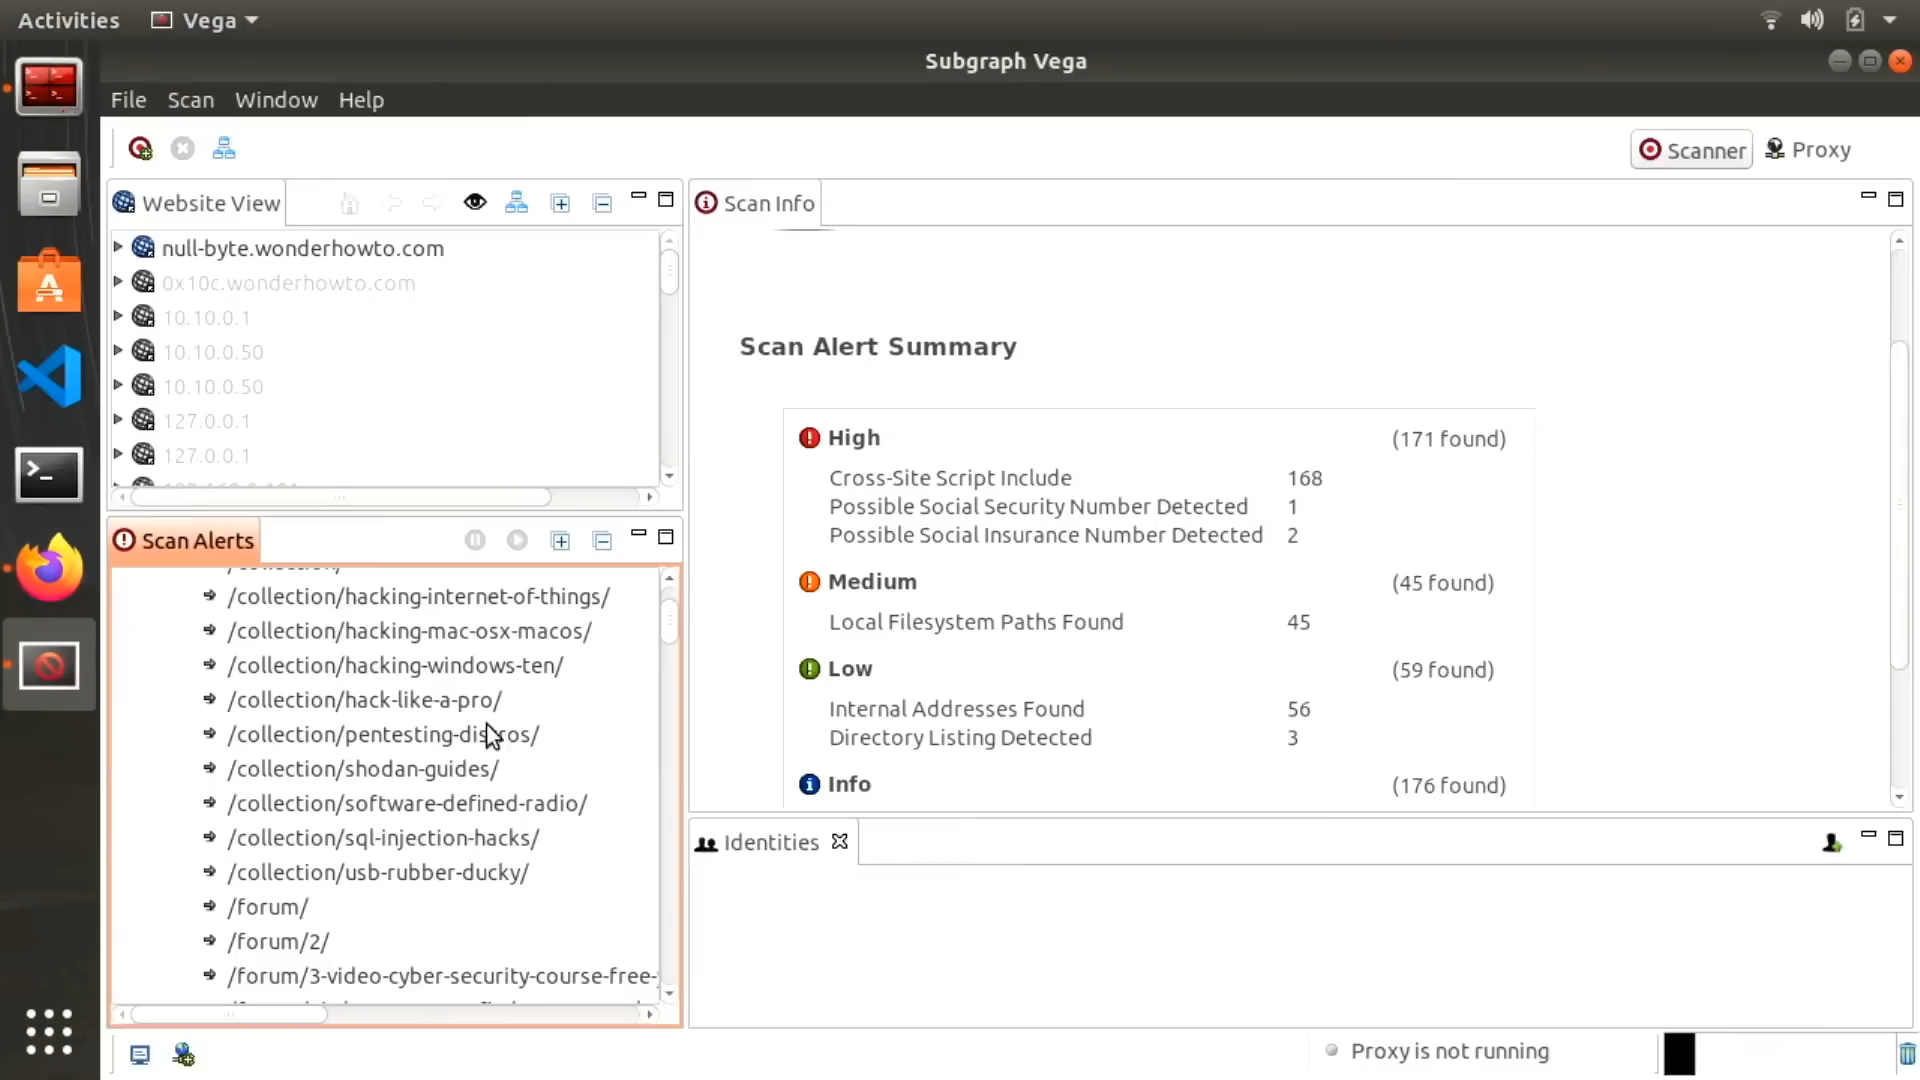 Activities
Vega
Subgraph Vega
File Scan Window Help
Scanner
Proxy
Website View
null-byte.wonderhowto.com
0x10c.wonderhowto.com
10.10.0.1
10.10.0.50
10.10.0.50
127.0.0.1
127.0.0.1
Scan Alerts
/collection/hacking-internet-of-things/
/collection/hacking-mac-osx-macos/
/collection/hacking-windows-ten/
/collection/hack-like-a-pro/
/collection/pentesting-distros/
/collection/shodan-guides/
/collection/software-defined-radio/
/collection/sql-injection-hacks/
/collection/usb-rubber-ducky/
/forum/
/forum/2/
/forum/3-video-cyber-security-course-free-
Scan Info
Scan Alert Summary
High (171 found)
Cross-Site Script Include 168
Possible Social Security Number Detected 1
Possible Social Insurance Number Detected 2
Medium (45 found)
Local Filesystem Paths Found 45
Low (59 found)
Internal Addresses Found 56
Directory Listing Detected 3
Info (176 found)
Identities
Proxy is not running